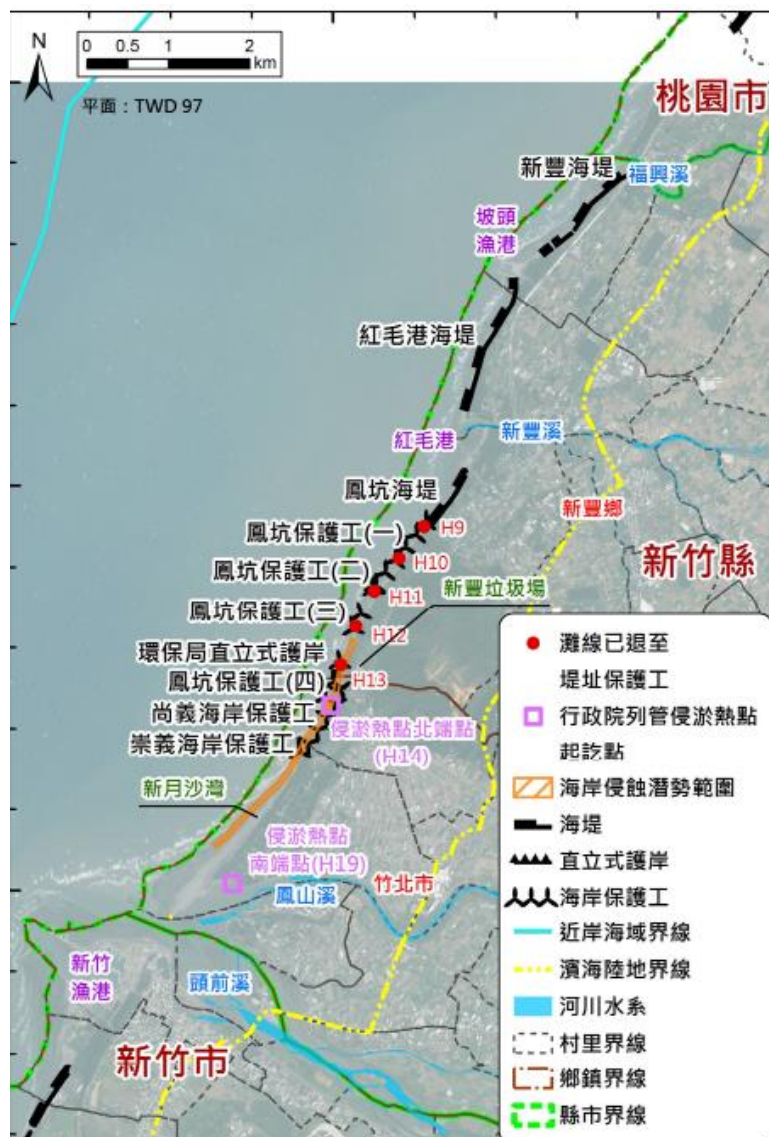 N
0 0.5 1 2
km
平面：TWD 97
桃園市
新豐海堤
福興溪
坡頭
漁港
紅毛港海堤
紅毛港
新豐溪
鳳坑海堤
新豐鄉
鳳坑保護工(一)
H9
新竹縣
鳳坑保護工(二)
H10
新豐垃圾場
H11
鳳坑保護工(三)
H12
環保局直立式護岸
H13
鳳坑保護工(四)
尚義海岸保護工
侵淤熱點北端點
(H14)
崇義海岸保護工
新月沙灣
侵淤熱點
南端點(H19)
竹北市
鳳山溪
新竹
漁港
頭前溪
新竹市
灘線已退至
堤址保護工
行政院列管侵淤熱點
起訖點
海岸侵蝕潛勢範圍
海堤
直立式護岸
海岸保護工
近岸海域界線
濱海陸地界線
河川水系
村里界線
鄉鎮界線
縣市界線